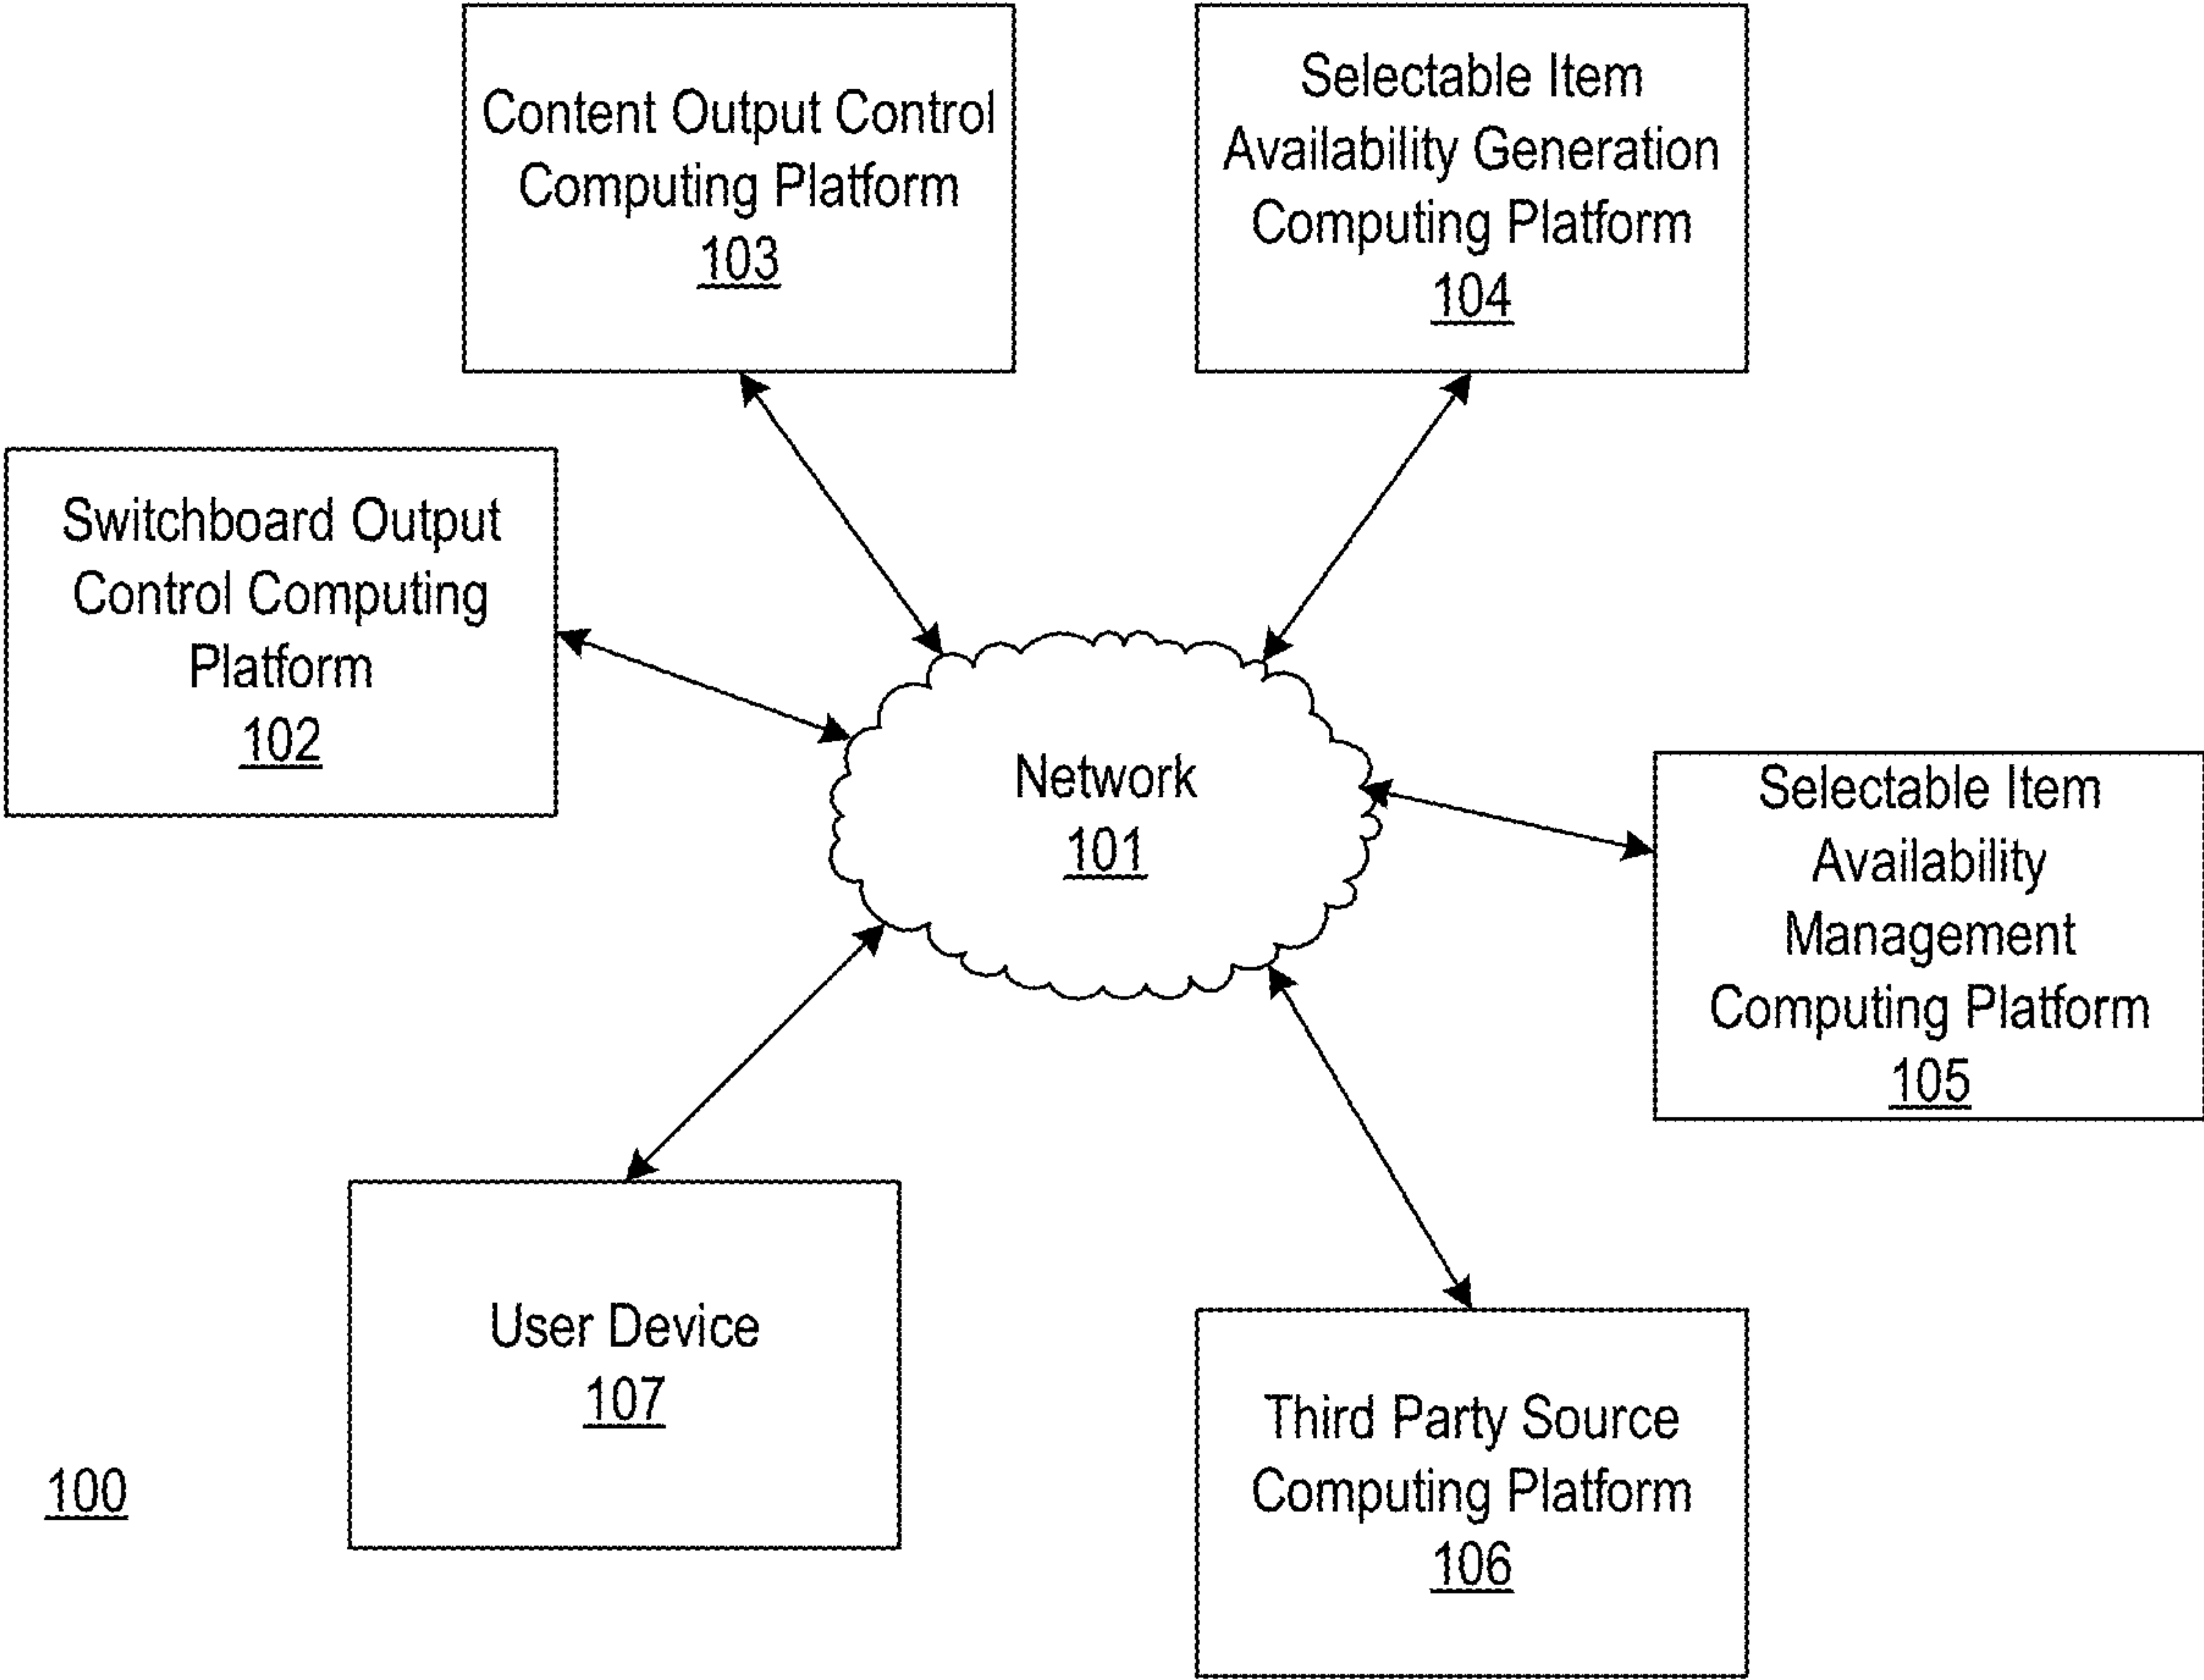 Content Output Control
Computing Platform
103
Selectable Item
Availability Generation
Computing Platform
104
Switchboard Output
Control Computing
Platform
102
Network
101
Selectable Item
Availability
Management
Computing Platform
105
User Device
107
Third Party Source
Computing Platform
106
100